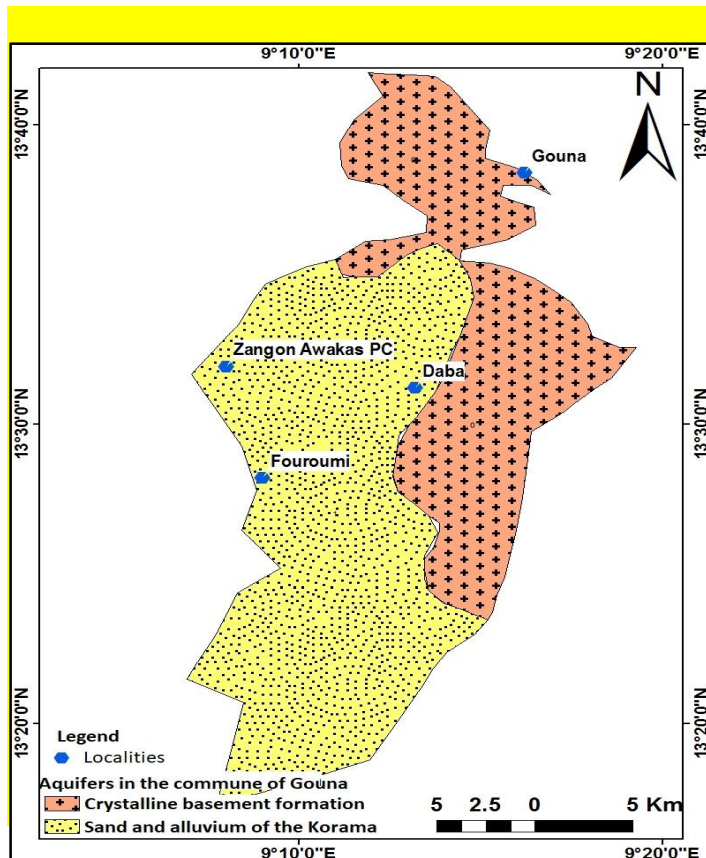 9°10'0"E 9°20'0"E
N
13°40'0"N 13°40'0"N
Gouna
Zangon Awakas PC
Daba
13°30'0"N 13°30'0"N
Fouroumi
13°20'0"N 13°20'0"N
Legend
Localities
Aquifers in the commune of Gouna
Crystalline basement formation
Sand and alluvium of the Korama
5 2.5 0 5 Km
9°10'0"E 9°20'0"E